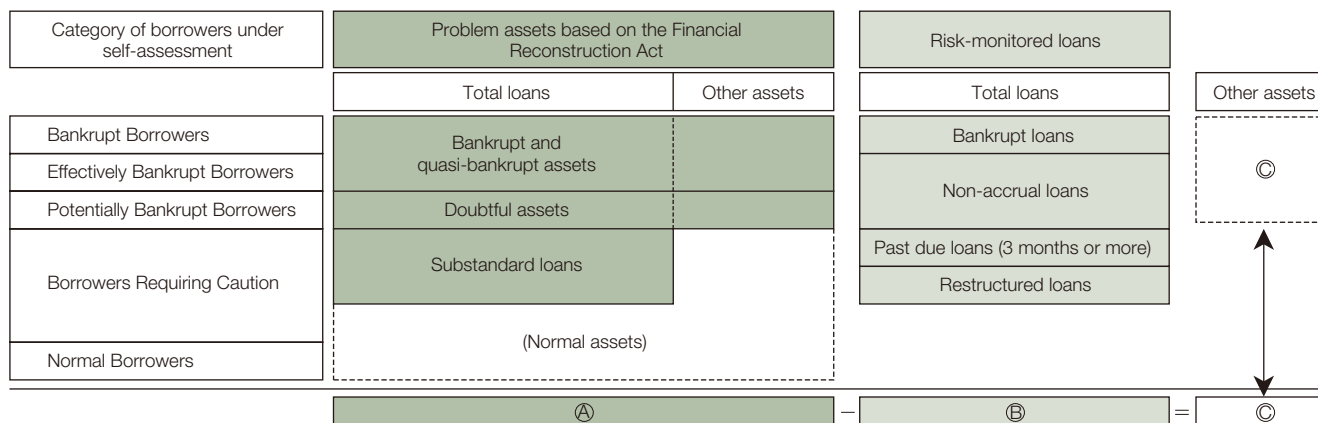 Category of borrowers under
self-assessment
Problem assets based on the Financial
Reconstruction Act
Risk-monitored loans
Total loans
Other assets
Total loans
Other assets
Bankrupt Borrowers
Effectively Bankrupt Borrowers
Potentially Bankrupt Borrowers
Borrowers Requiring Caution
Normal Borrowers
Bankrupt and
quasi-bankrupt assets
Doubtful assets
Substandard loans
(Normal assets)
Bankrupt loans
Non-accrual loans
Past due loans (3 months or more)
Restructured loans
Ⓒ
Ⓐ − Ⓑ = Ⓒ